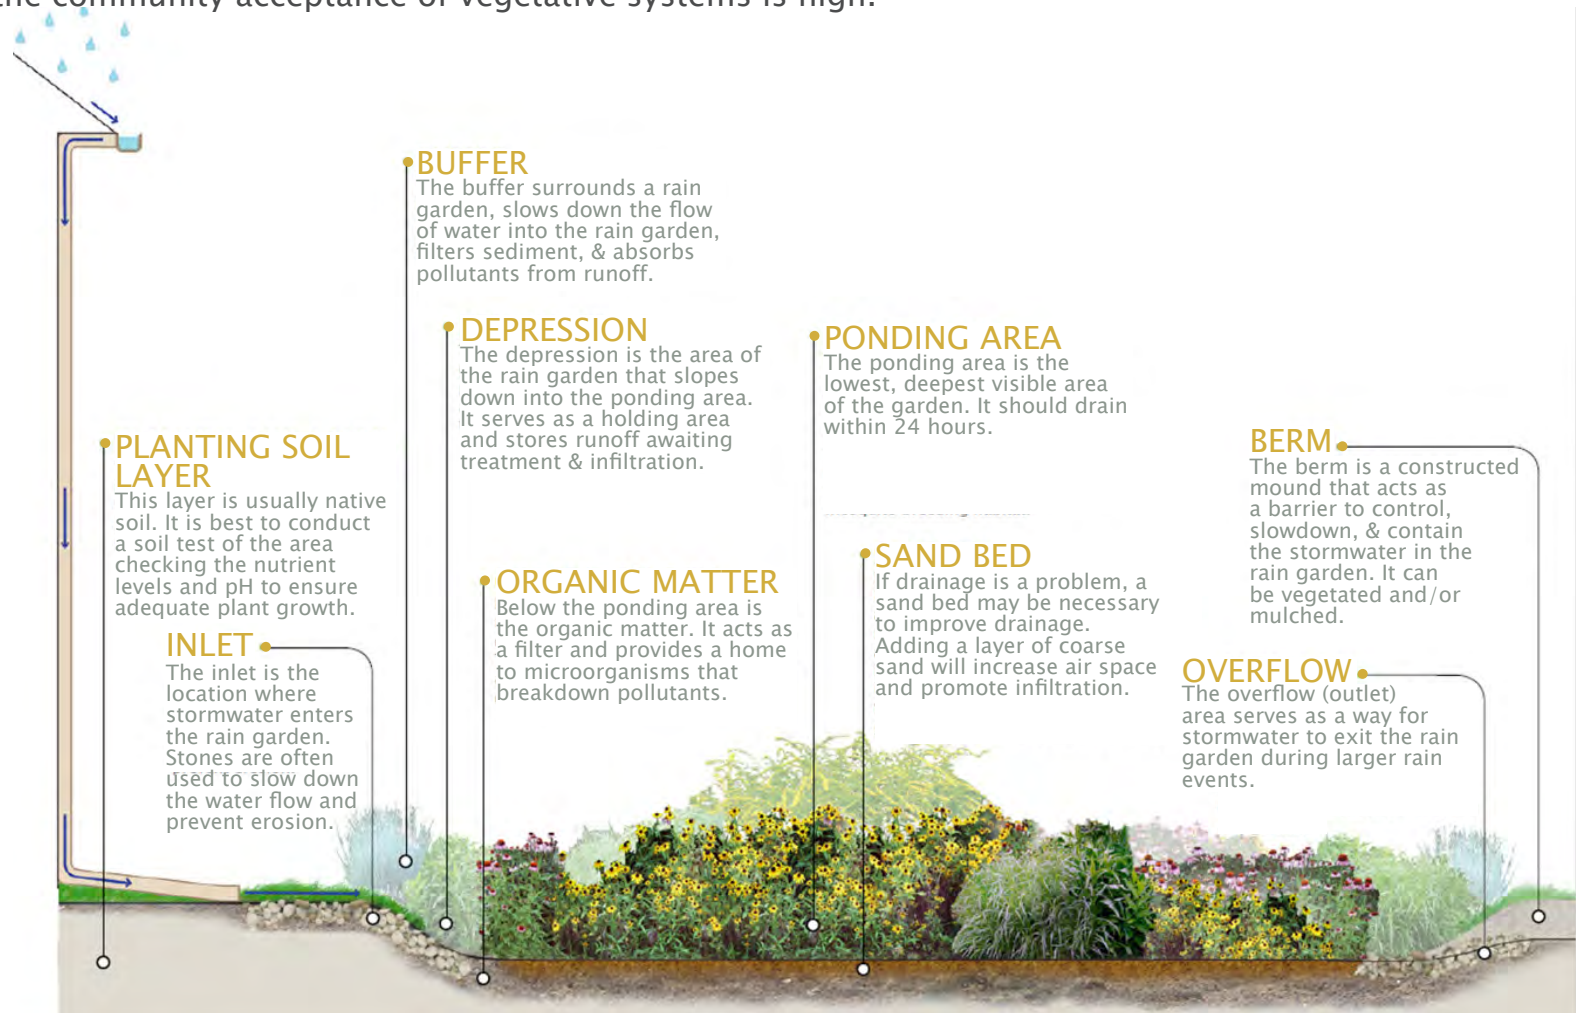 the community acceptance of vegetative systems is high.
BUFFER
The buffer surrounds a rain
garden, slows down the flow
of water into the rain garden,
filters sediment, & absorbs
pollutants from runoff.
DEPRESSION
The depression is the area of
the rain garden that slopes
down into the ponding area.
It serves as a holding area
and stores runoff awaiting
treatment & infiltration.
PONDING AREA
The ponding area is the
lowest, deepest visible area
of the garden. It should drain
within 24 hours.
PLANTING SOIL
LAYER
This layer is usually native
soil. It is best to conduct
a soil test of the area
checking the nutrient
levels and pH to ensure
adequate plant growth.
BERM
The berm is a constructed
mound that acts as
a barrier to control,
slowdown, & contain
the stormwater in the
rain garden. It can
be vegetated and/or
mulched.
ORGANIC MATTER
Below the ponding area is
the organic matter. It acts as
a filter and provides a home
to microorganisms that
breakdown pollutants.
SAND BED
If drainage is a problem, a
sand bed may be necessary
to improve drainage.
Adding a layer of coarse
sand will increase air space
and promote infiltration.
INLET
The inlet is the
location where
stormwater enters
the rain garden.
Stones are often
used to slow down
the water flow and
prevent erosion.
OVERFLOW
The overflow (outlet)
area serves as a way for
stormwater to exit the rain
garden during larger rain
events.